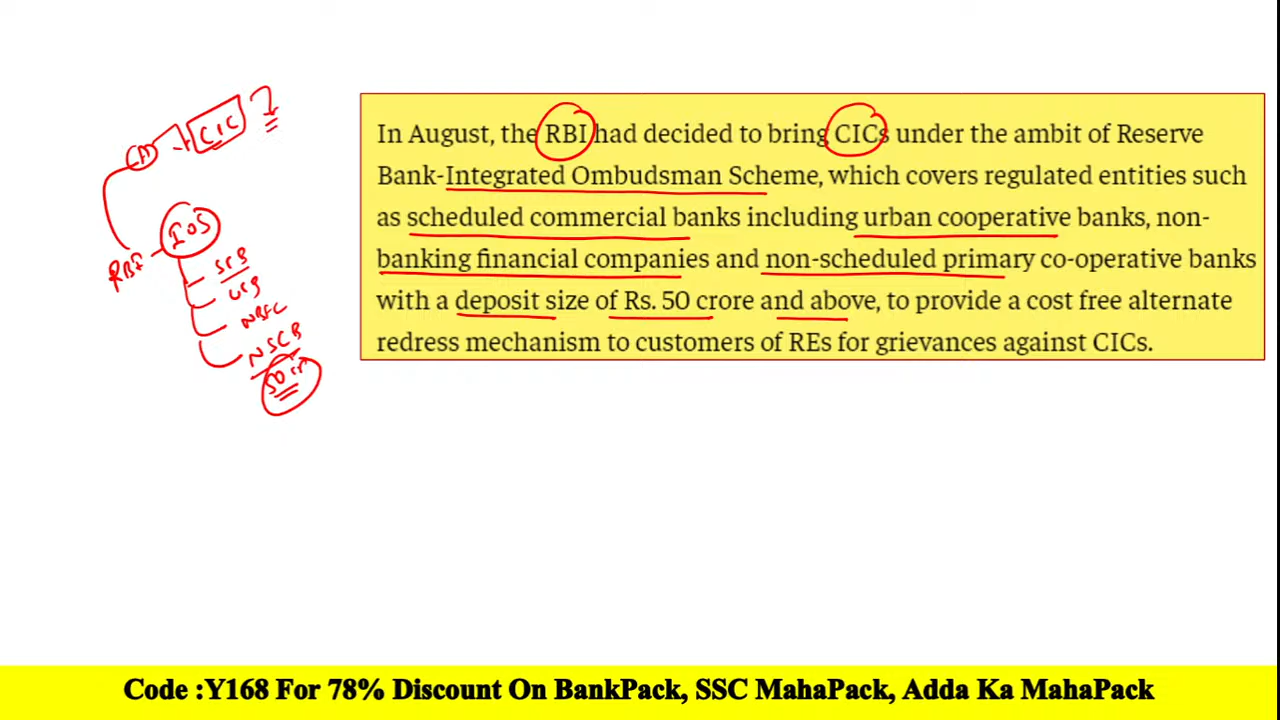 CIC
IOS
RBI
SCB
UCB
NBFC
NSCB
50 cr
In August, the RBI had decided to bring CICs under the ambit of Reserve
Bank-Integrated Ombudsman Scheme, which covers regulated entities such
as scheduled commercial banks including urban cooperative banks, non-
banking financial companies and non-scheduled primary co-operative banks
with a deposit size of Rs. 50 crore and above, to provide a cost free alternate
redress mechanism to customers of REs for grievances against CICs.
Code :Y168 For 78% Discount On BankPack, SSC MahaPack, Adda Ka MahaPack